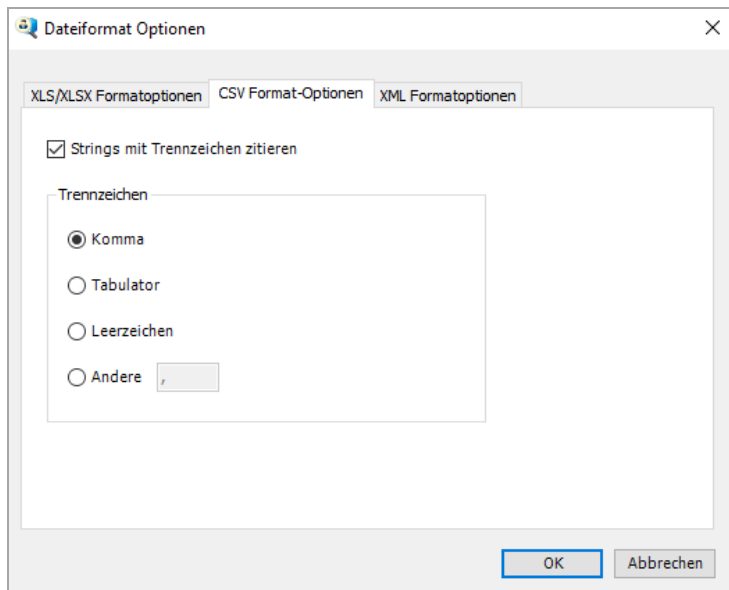 Dateiformat Optionen
XLS/XLSX Formatoptionen CSV Format-Optionen XML Formatoptionen
Strings mit Trennzeichen zitieren
Trennzeichen
Komma
Tabulator
Leerzeichen
Andere ,
OK Abbrechen